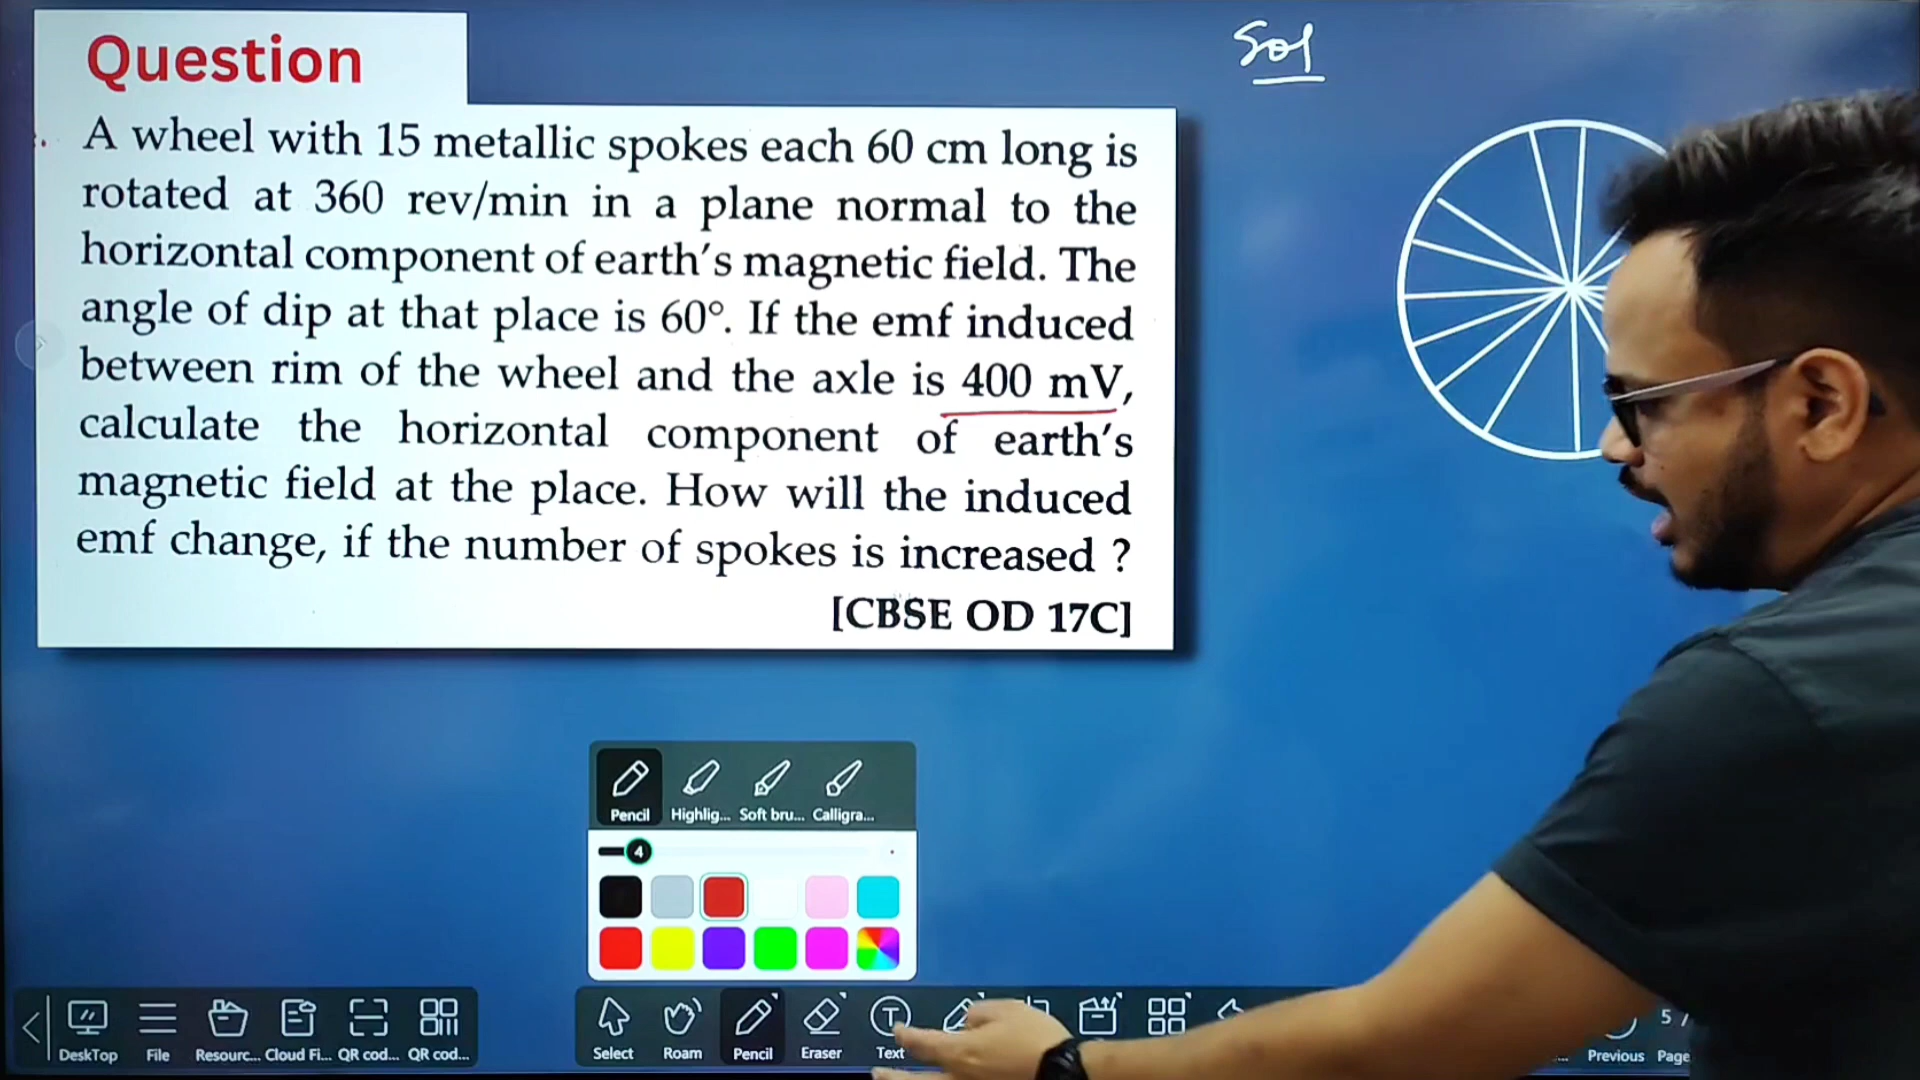 Question
Sol
A wheel with 15 metallic spokes each 60 cm long is
rotated at 360 rev/min in a plane normal to the
horizontal component of earth's magnetic field. The
angle of dip at that place is 60°. If the emf induced
between rim of the wheel and the axle is 400 mV,
calculate the horizontal component of earth's
magnetic field at the place. How will the induced
emf change, if the number of spokes is increased ?
[CBSE OD 17C]
Pencil Highlig... Soft bru... Calligra...
4
DeskTop File Resourc... Cloud Fi... QR cod... QR cod... Select Roam Pencil Eraser Text ... Previous Page
5 /